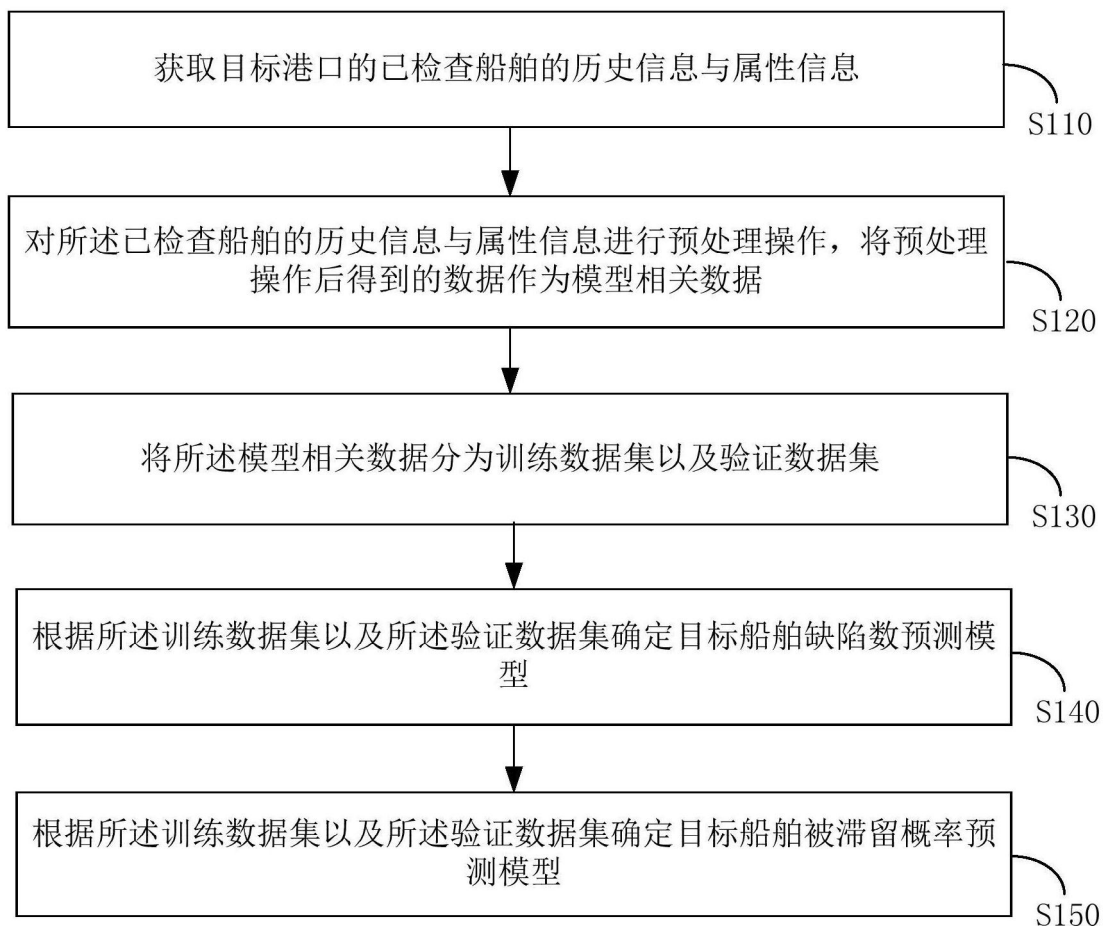 获取目标港口的已检查船舶的历史信息与属性信息
S110
对所述已检查船舶的历史信息与属性信息进行预处理操作，将预处理
操作后得到的数据作为模型相关数据
S120
将所述模型相关数据分为训练数据集以及验证数据集
S130
根据所述训练数据集以及所述验证数据集确定目标船舶缺陷数预测模
型
S140
根据所述训练数据集以及所述验证数据集确定目标船舶被滞留概率预
测模型
S150